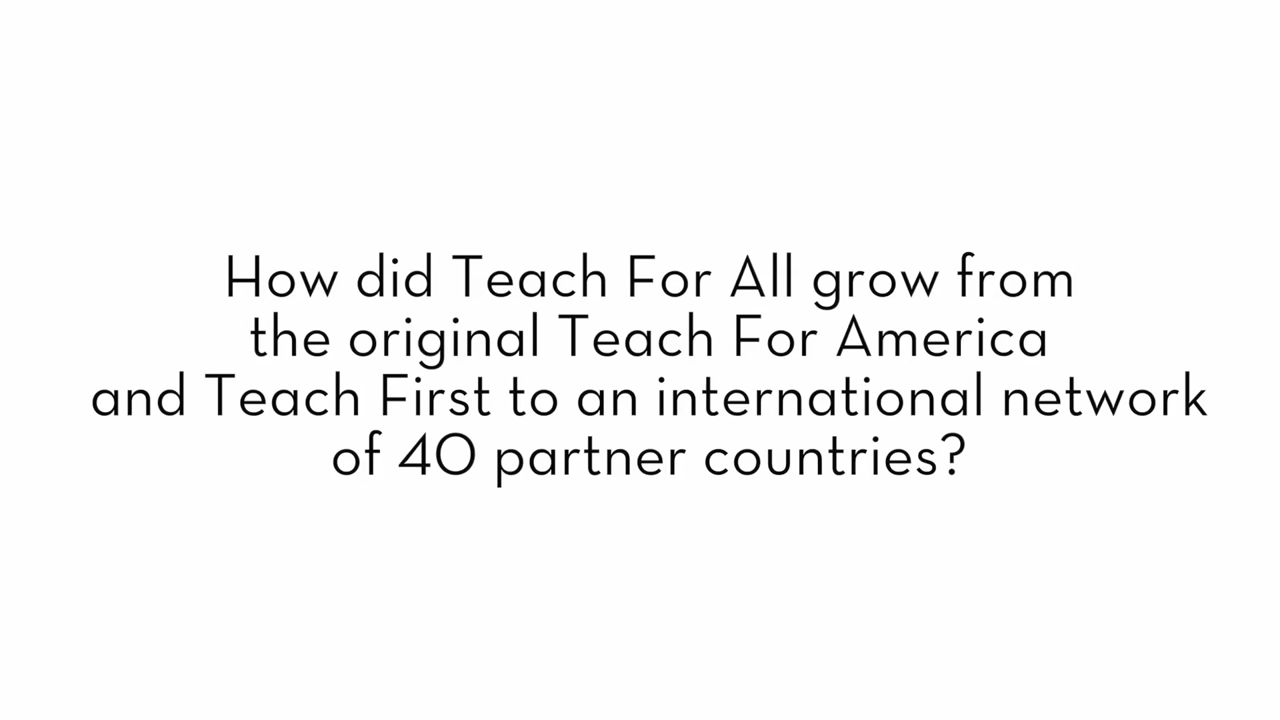 How did Teach For All grow from
the original Teach For America
and Teach First to an international network
of 40 partner countries?